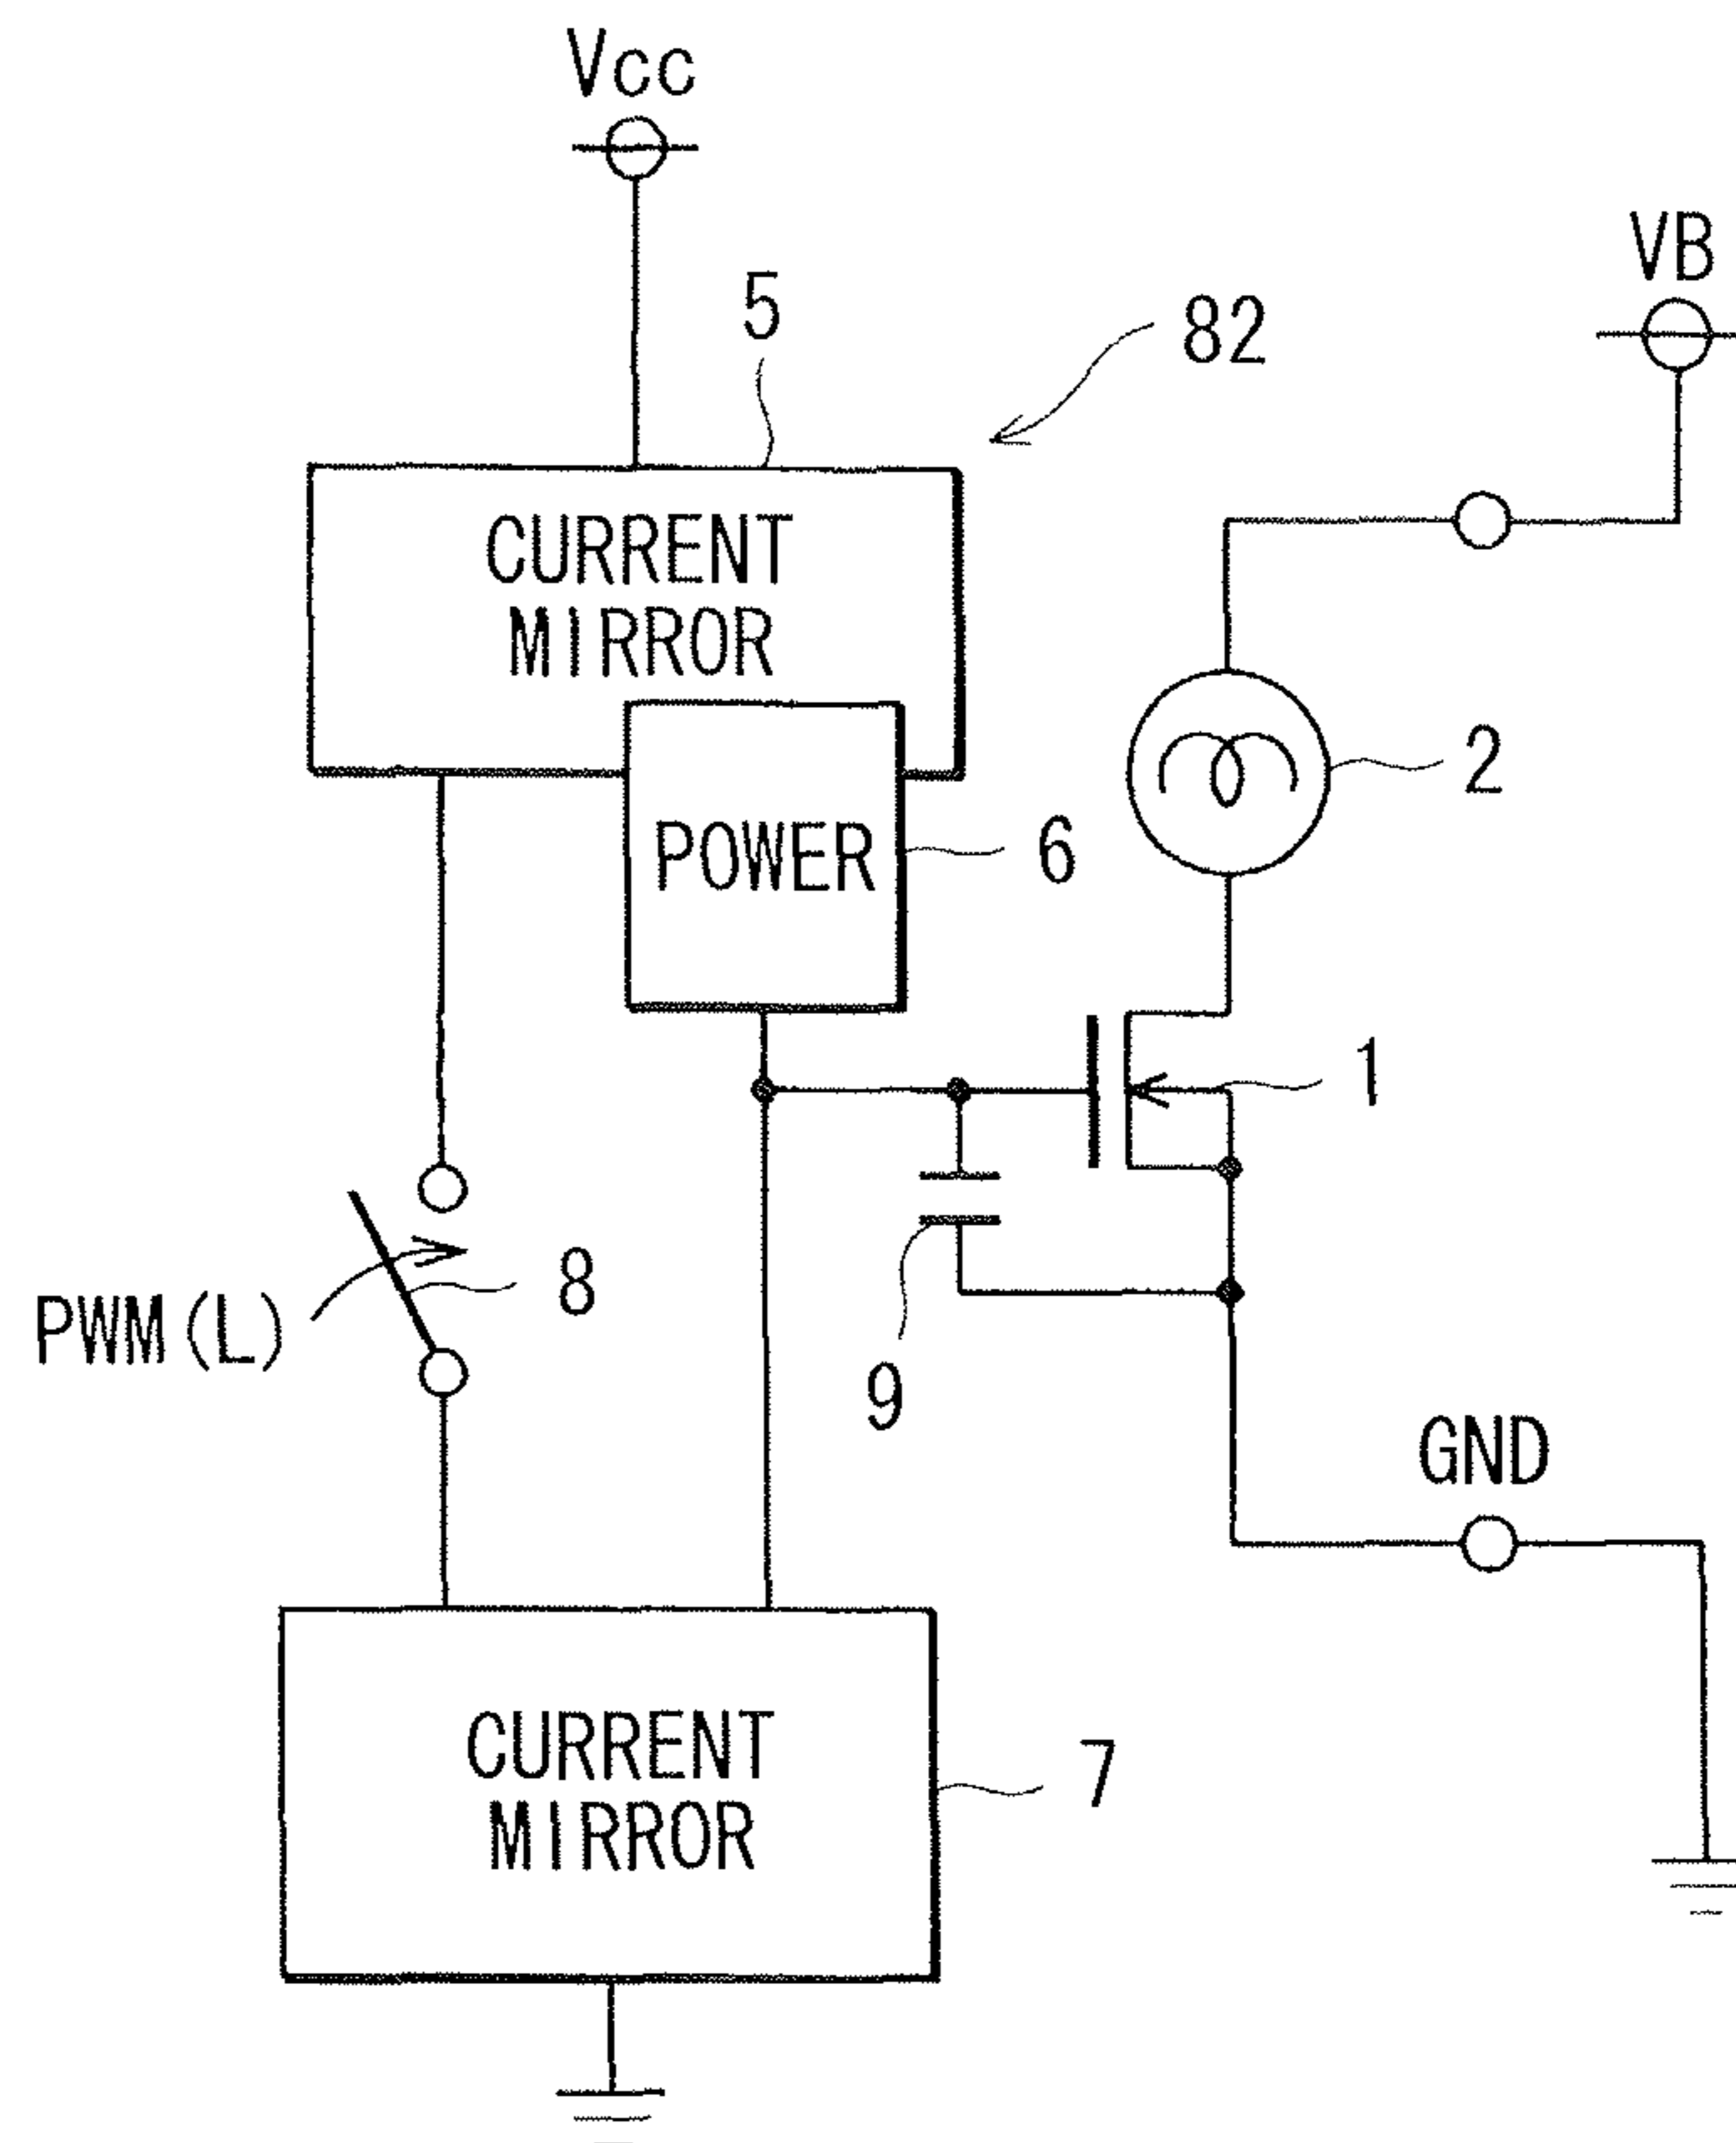 Vcc
VB
5
82
CURRENT
MIRROR
2
POWER
6
1
8
PWM(L)
9
GND
CURRENT
MIRROR
7